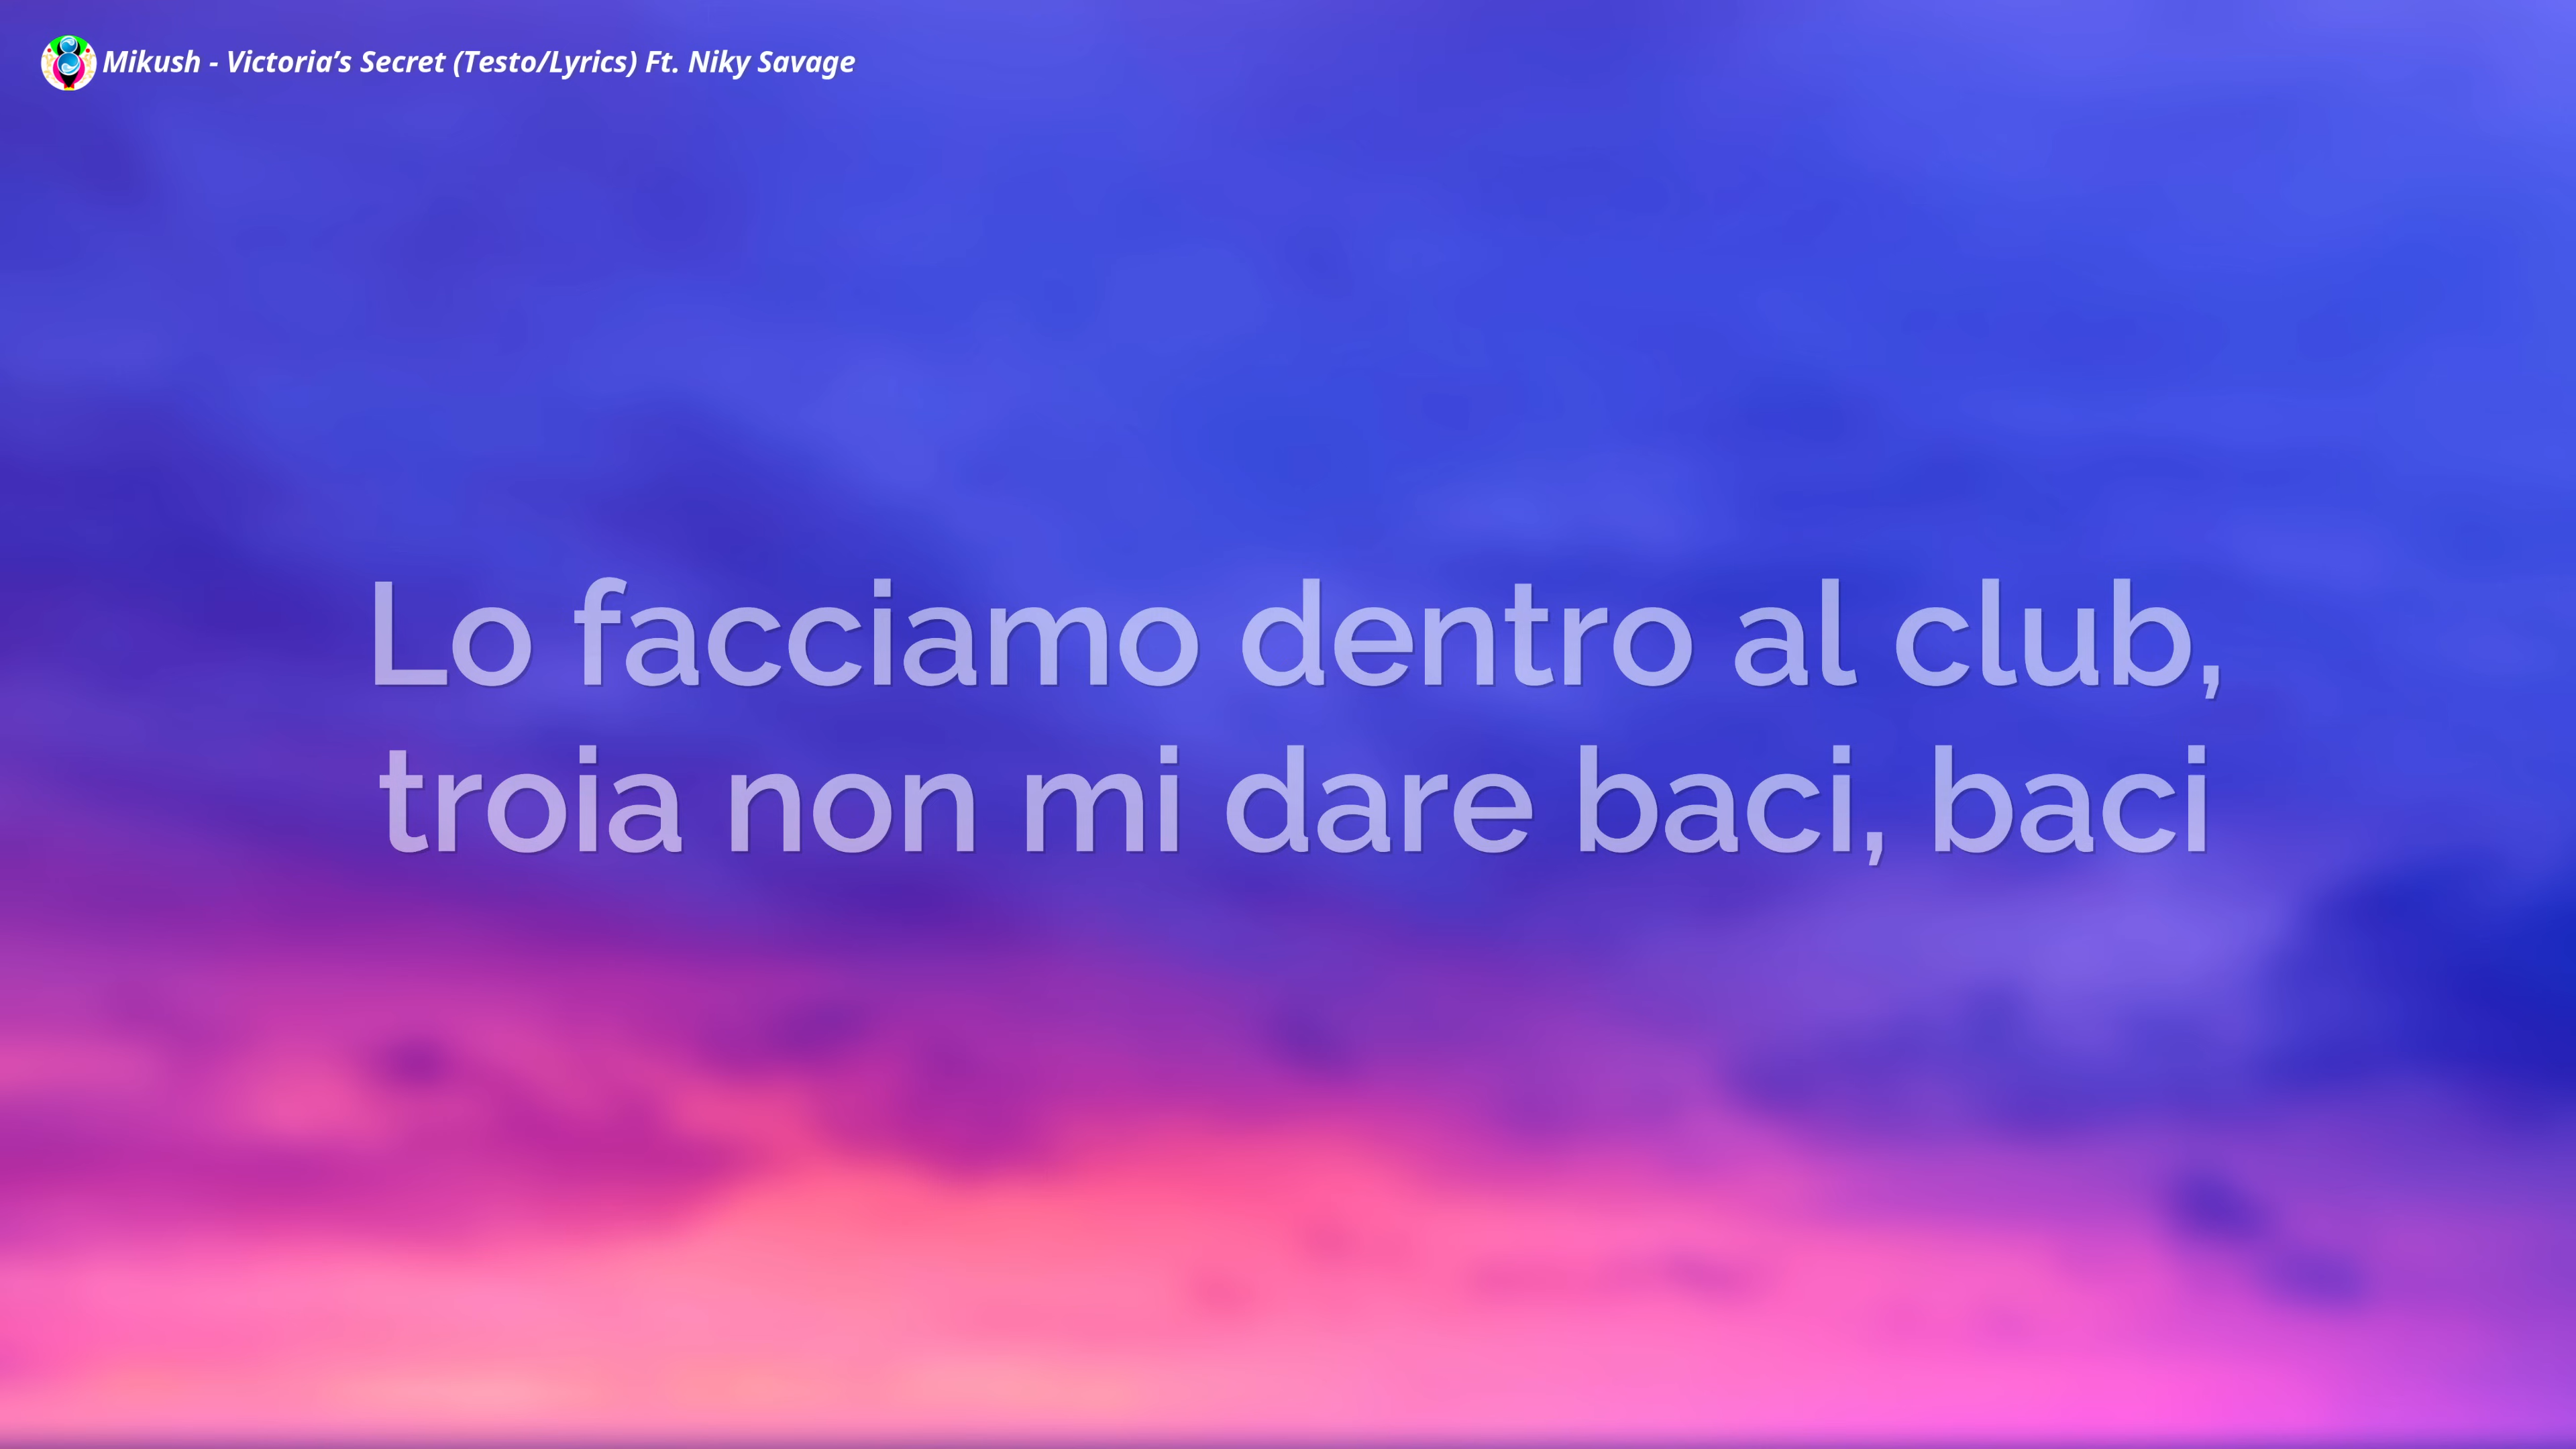 Mikush - Victoria’s Secret (Testo/Lyrics) Ft. Niky Savage
Lo facciamo dentro al club,
troia non mi dare baci, baci